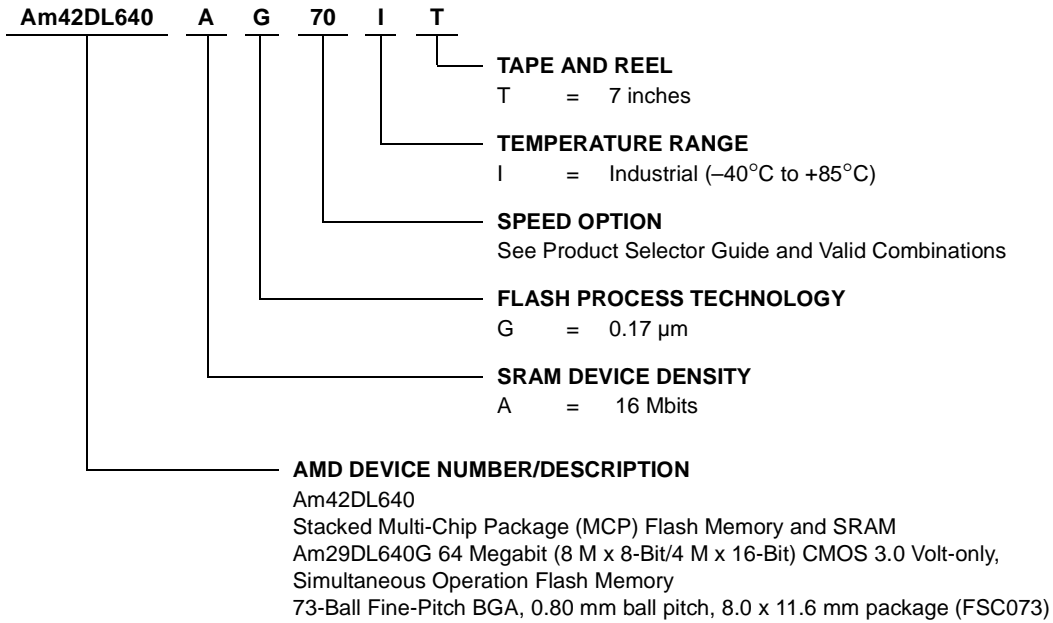 Am42DL640 A G 70 I T
TAPE AND REEL
T = 7 inches
TEMPERATURE RANGE
I = Industrial (–40°C to +85°C)
SPEED OPTION
See Product Selector Guide and Valid Combinations
FLASH PROCESS TECHNOLOGY
G = 0.17 µm
SRAM DEVICE DENSITY
A = 16 Mbits
AMD DEVICE NUMBER/DESCRIPTION
Am42DL640
Stacked Multi-Chip Package (MCP) Flash Memory and SRAM
Am29DL640G 64 Megabit (8 M x 8-Bit/4 M x 16-Bit) CMOS 3.0 Volt-only,
Simultaneous Operation Flash Memory
73-Ball Fine-Pitch BGA, 0.80 mm ball pitch, 8.0 x 11.6 mm package (FSC073)